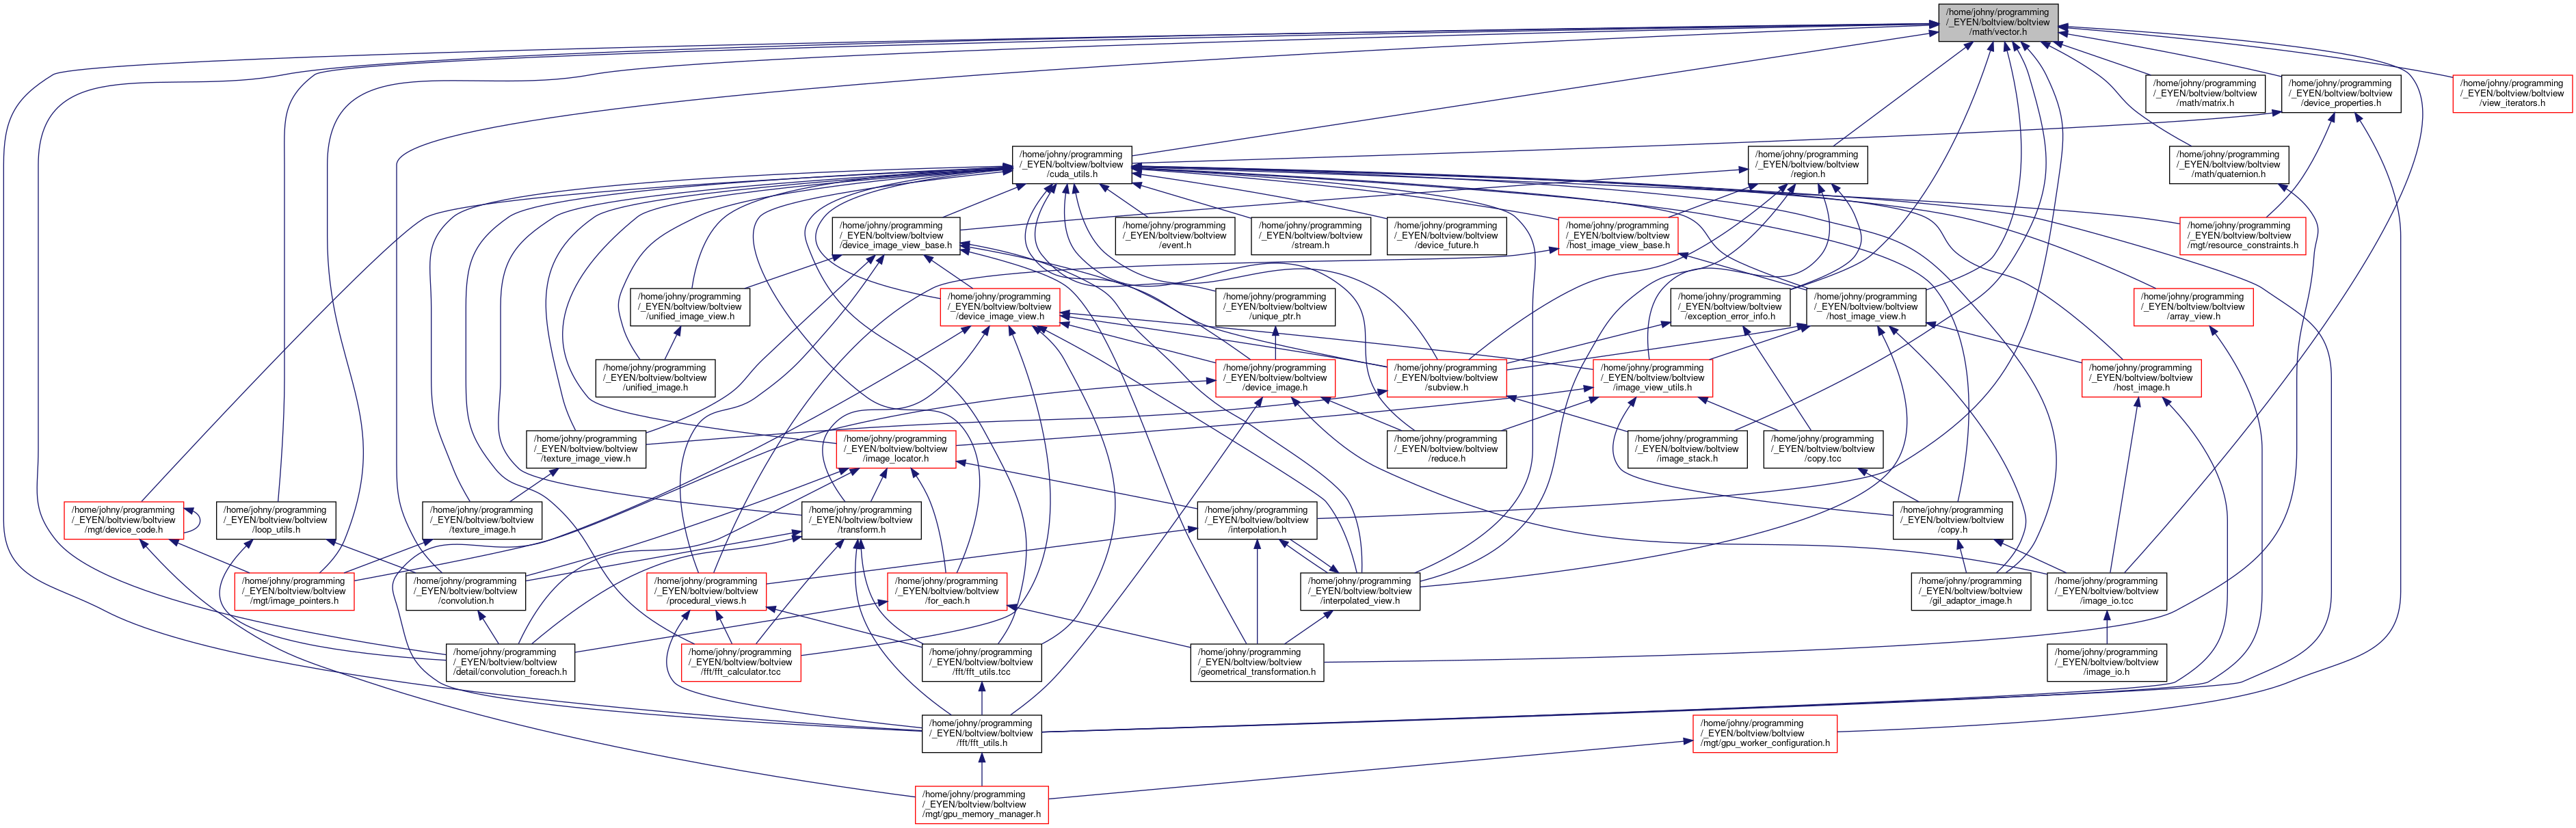 /home/johny/programming
/_EYEN/boltview/boltview
/math/vector.h
/home/johny/programming
/_EYEN/boltview/boltview
/math/matrix.h
/home/johny/programming
/_EYEN/boltview/boltview
/device_properties.h
/home/johny/programming
/_EYEN/boltview/boltview
/view_iterators.h
/home/johny/programming
/_EYEN/boltview/boltview
/cuda_utils.h
/home/johny/programming
/_EYEN/boltview/boltview
/region.h
/home/johny/programming
/_EYEN/boltview/boltview
/math/quaternion.h
/home/johny/programming
/_EYEN/boltview/boltview
/device_image_view_base.h
/home/johny/programming
/_EYEN/boltview/boltview
/event.h
/home/johny/programming
/_EYEN/boltview/boltview
/stream.h
/home/johny/programming
/_EYEN/boltview/boltview
/device_future.h
/home/johny/programming
/_EYEN/boltview/boltview
/host_image_view_base.h
/home/johny/programming
/_EYEN/boltview/boltview
/mgt/resource_constraints.h
/home/johny/programming
/_EYEN/boltview/boltview
/unified_image_view.h
/home/johny/programming
/_EYEN/boltview/boltview
/device_image_view.h
/home/johny/programming
/_EYEN/boltview/boltview
/unique_ptr.h
/home/johny/programming
/_EYEN/boltview/boltview
/exception_error_info.h
/home/johny/programming
/_EYEN/boltview/boltview
/host_image_view.h
/home/johny/programming
/_EYEN/boltview/boltview
/array_view.h
/home/johny/programming
/_EYEN/boltview/boltview
/unified_image.h
/home/johny/programming
/_EYEN/boltview/boltview
/device_image.h
/home/johny/programming
/_EYEN/boltview/boltview
/subview.h
/home/johny/programming
/_EYEN/boltview/boltview
/image_view_utils.h
/home/johny/programming
/_EYEN/boltview/boltview
/host_image.h
/home/johny/programming
/_EYEN/boltview/boltview
/texture_image_view.h
/home/johny/programming
/_EYEN/boltview/boltview
/image_locator.h
/home/johny/programming
/_EYEN/boltview/boltview
/reduce.h
/home/johny/programming
/_EYEN/boltview/boltview
/image_stack.h
/home/johny/programming
/_EYEN/boltview/boltview
/copy.tcc
/home/johny/programming
/_EYEN/boltview/boltview
/mgt/device_code.h
/home/johny/programming
/_EYEN/boltview/boltview
/loop_utils.h
/home/johny/programming
/_EYEN/boltview/boltview
/texture_image.h
/home/johny/programming
/_EYEN/boltview/boltview
/transform.h
/home/johny/programming
/_EYEN/boltview/boltview
/interpolation.h
/home/johny/programming
/_EYEN/boltview/boltview
/copy.h
/home/johny/programming
/_EYEN/boltview/boltview
/mgt/image_pointers.h
/home/johny/programming
/_EYEN/boltview/boltview
/convolution.h
/home/johny/programming
/_EYEN/boltview/boltview
/procedural_views.h
/home/johny/programming
/_EYEN/boltview/boltview
/for_each.h
/home/johny/programming
/_EYEN/boltview/boltview
/interpolated_view.h
/home/johny/programming
/_EYEN/boltview/boltview
/gil_adaptor_image.h
/home/johny/programming
/_EYEN/boltview/boltview
/image_io.tcc
/home/johny/programming
/_EYEN/boltview/boltview
/detail/convolution_foreach.h
/home/johny/programming
/_EYEN/boltview/boltview
/fft/fft_calculator.tcc
/home/johny/programming
/_EYEN/boltview/boltview
/fft/fft_utils.tcc
/home/johny/programming
/_EYEN/boltview/boltview
/geometrical_transformation.h
/home/johny/programming
/_EYEN/boltview/boltview
/image_io.h
/home/johny/programming
/_EYEN/boltview/boltview
/fft/fft_utils.h
/home/johny/programming
/_EYEN/boltview/boltview
/mgt/gpu_worker_configuration.h
/home/johny/programming
/_EYEN/boltview/boltview
/mgt/gpu_memory_manager.h